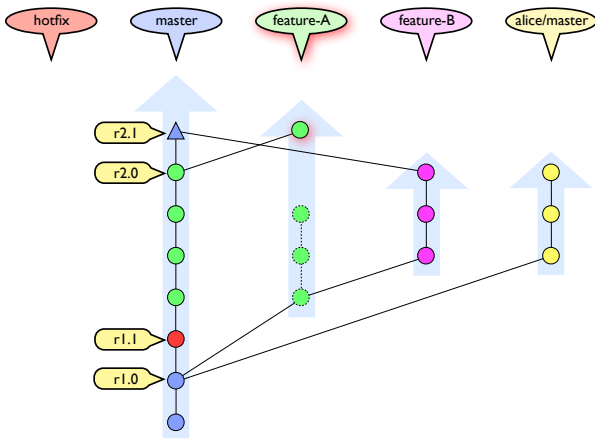 hotfix
master
feature-A
feature-B
alice/master
r2.1
r2.0
r1.1
r1.0